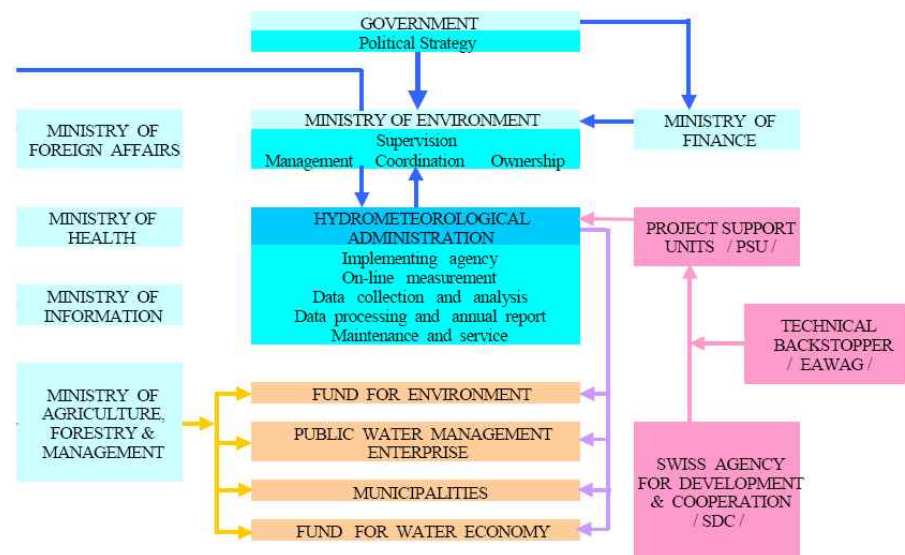 GOVERNMENT
Political Strategy
MINISTRY OF FOREIGN AFFAIRS
MINISTRY OF ENVIRONMENT
Supervision
Management Coordination Ownership
MINISTRY OF
FINANCE
MINISTRY OF
HEALTH
HYDROMETEOROLOGICAL
ADMINISTRATION
Implementing agency
On-line measurement
Data collection and analysis
Data processing and annual report
Maintenance and service
PROJECT SUPPORT
UNITS / PSU /
MINISTRY OF
INFORMATION
TECHNICAL
BACKSTOPPER
/ EAWAG /
MINISTRY OF
AGRICULTURE,
FORESTRY &
MANAGEMENT
FUND FOR ENVIRONMENT
PUBLIC WATER MANAGEMENT
ENTERPRISE
MUNICIPALITIES
FUND FOR WATER ECONOMY
SWISS AGENCY
FOR DEVELOPMENT
& COOPERATION
/ SDC /